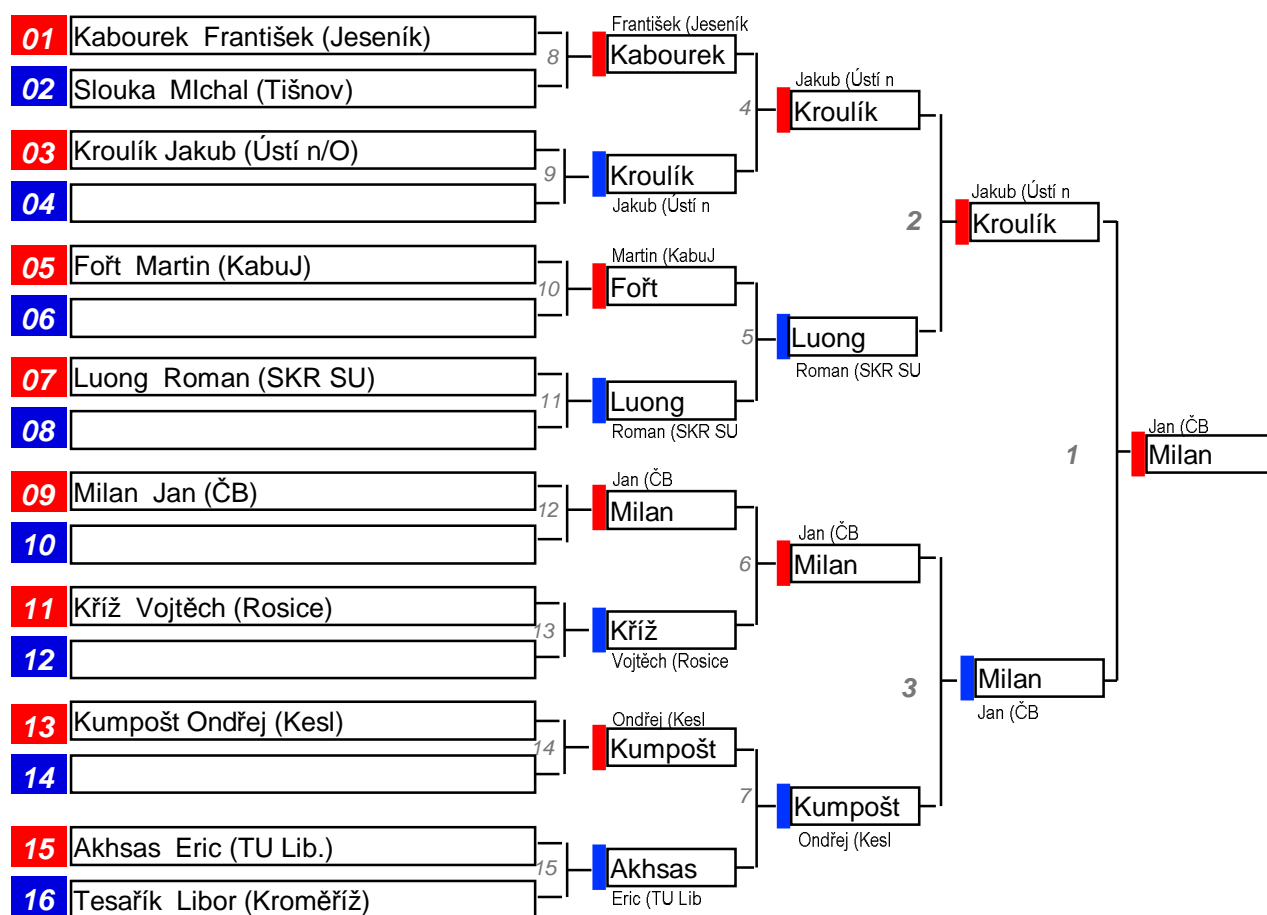 01 Kabourek František (Jeseník)
02 Slouka MIchal (Tišnov)
03 Kroulík Jakub (Ústí n/O)
04
05 Fořt Martin (KabuJ)
06
07 Luong Roman (SKR SU)
08
09 Milan Jan (ČB)
10
11 Kříž Vojtěch (Rosice)
12
13 Kumpošt Ondřej (Kesl)
14
15 Akhsas Eric (TU Lib.)
16 Tesařík Libor (Kroměříž)
8
9
10
11
12
13
14
15
František (Jeseník
Kabourek
Kroulík
Jakub (Ústí n
Martin (KabuJ
Fořt
Luong
Roman (SKR SU
Jan (ČB
Milan
Kříž
Vojtěch (Rosice
Ondřej (Kesl
Kumpošt
Akhsas
Eric (TU Lib
4
5
6
7
Jakub (Ústí n
Kroulík
Luong
Roman (SKR SU
Jan (ČB
Milan
Kumpošt
Ondřej (Kesl
2
3
Jakub (Ústí n
Kroulík
Milan
Jan (ČB
1
Jan (ČB
Milan